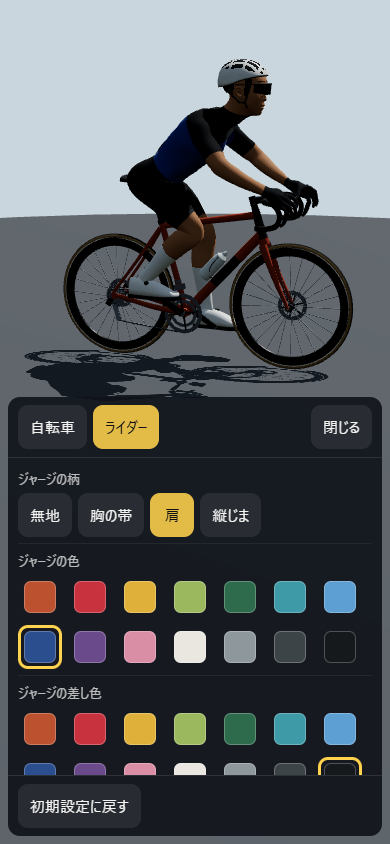 自転車
ライダー
閉じる
ジャージの柄
無地
胸の帯
肩
縦じま
ジャージの色
ジャージの差し色
初期設定に戻す